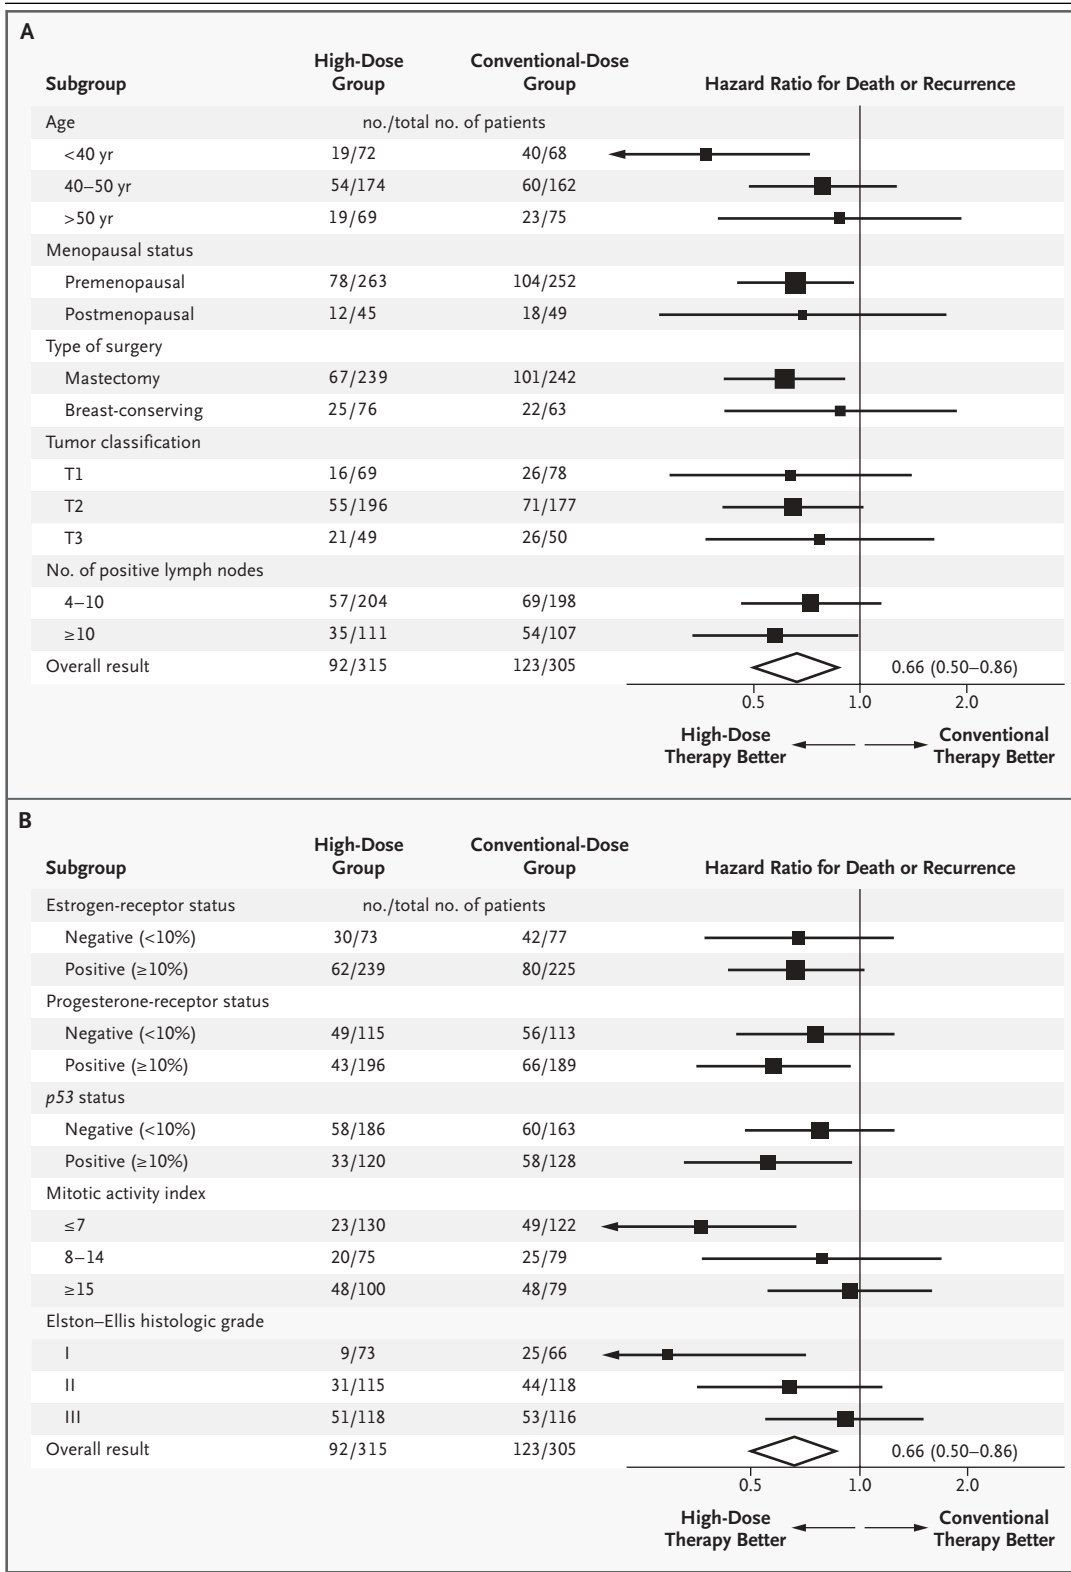 A
High-Dose Group Conventional-Dose Group
Subgroup Hazard Ratio for Death or Recurrence
Age no./total no. of patients
<40 yr 19/72 40/68
40–50 yr 54/174 60/162
>50 yr 19/69 23/75
Menopausal status
Premenopausal 78/263 104/252
Postmenopausal 12/45 18/49
Type of surgery
Mastectomy 67/239 101/242
Breast-conserving 25/76 22/63
Tumor classification
T1 16/69 26/78
T2 55/196 71/177
T3 21/49 26/50
No. of positive lymph nodes
4–10 57/204 69/198
≥10 35/111 54/107
Overall result 92/315 123/305 0.66 (0.50–0.86)
0.5 1.0 2.0
High-Dose Therapy Better Conventional Therapy Better
B
High-Dose Group Conventional-Dose Group
Subgroup Hazard Ratio for Death or Recurrence
Estrogen-receptor status no./total no. of patients
Negative (<10%) 30/73 42/77
Positive (≥10%) 62/239 80/225
Progesterone-receptor status
Negative (<10%) 49/115 56/113
Positive (≥10%) 43/196 66/189
p53 status
Negative (<10%) 58/186 60/163
Positive (≥10%) 33/120 58/128
Mitotic activity index
≤7 23/130 49/122
8–14 20/75 25/79
≥15 48/100 48/79
Elston–Ellis histologic grade
I 9/73 25/66
II 31/115 44/118
III 51/118 53/116
Overall result 92/315 123/305 0.66 (0.50–0.86)
0.5 1.0 2.0
High-Dose Therapy Better Conventional Therapy Better